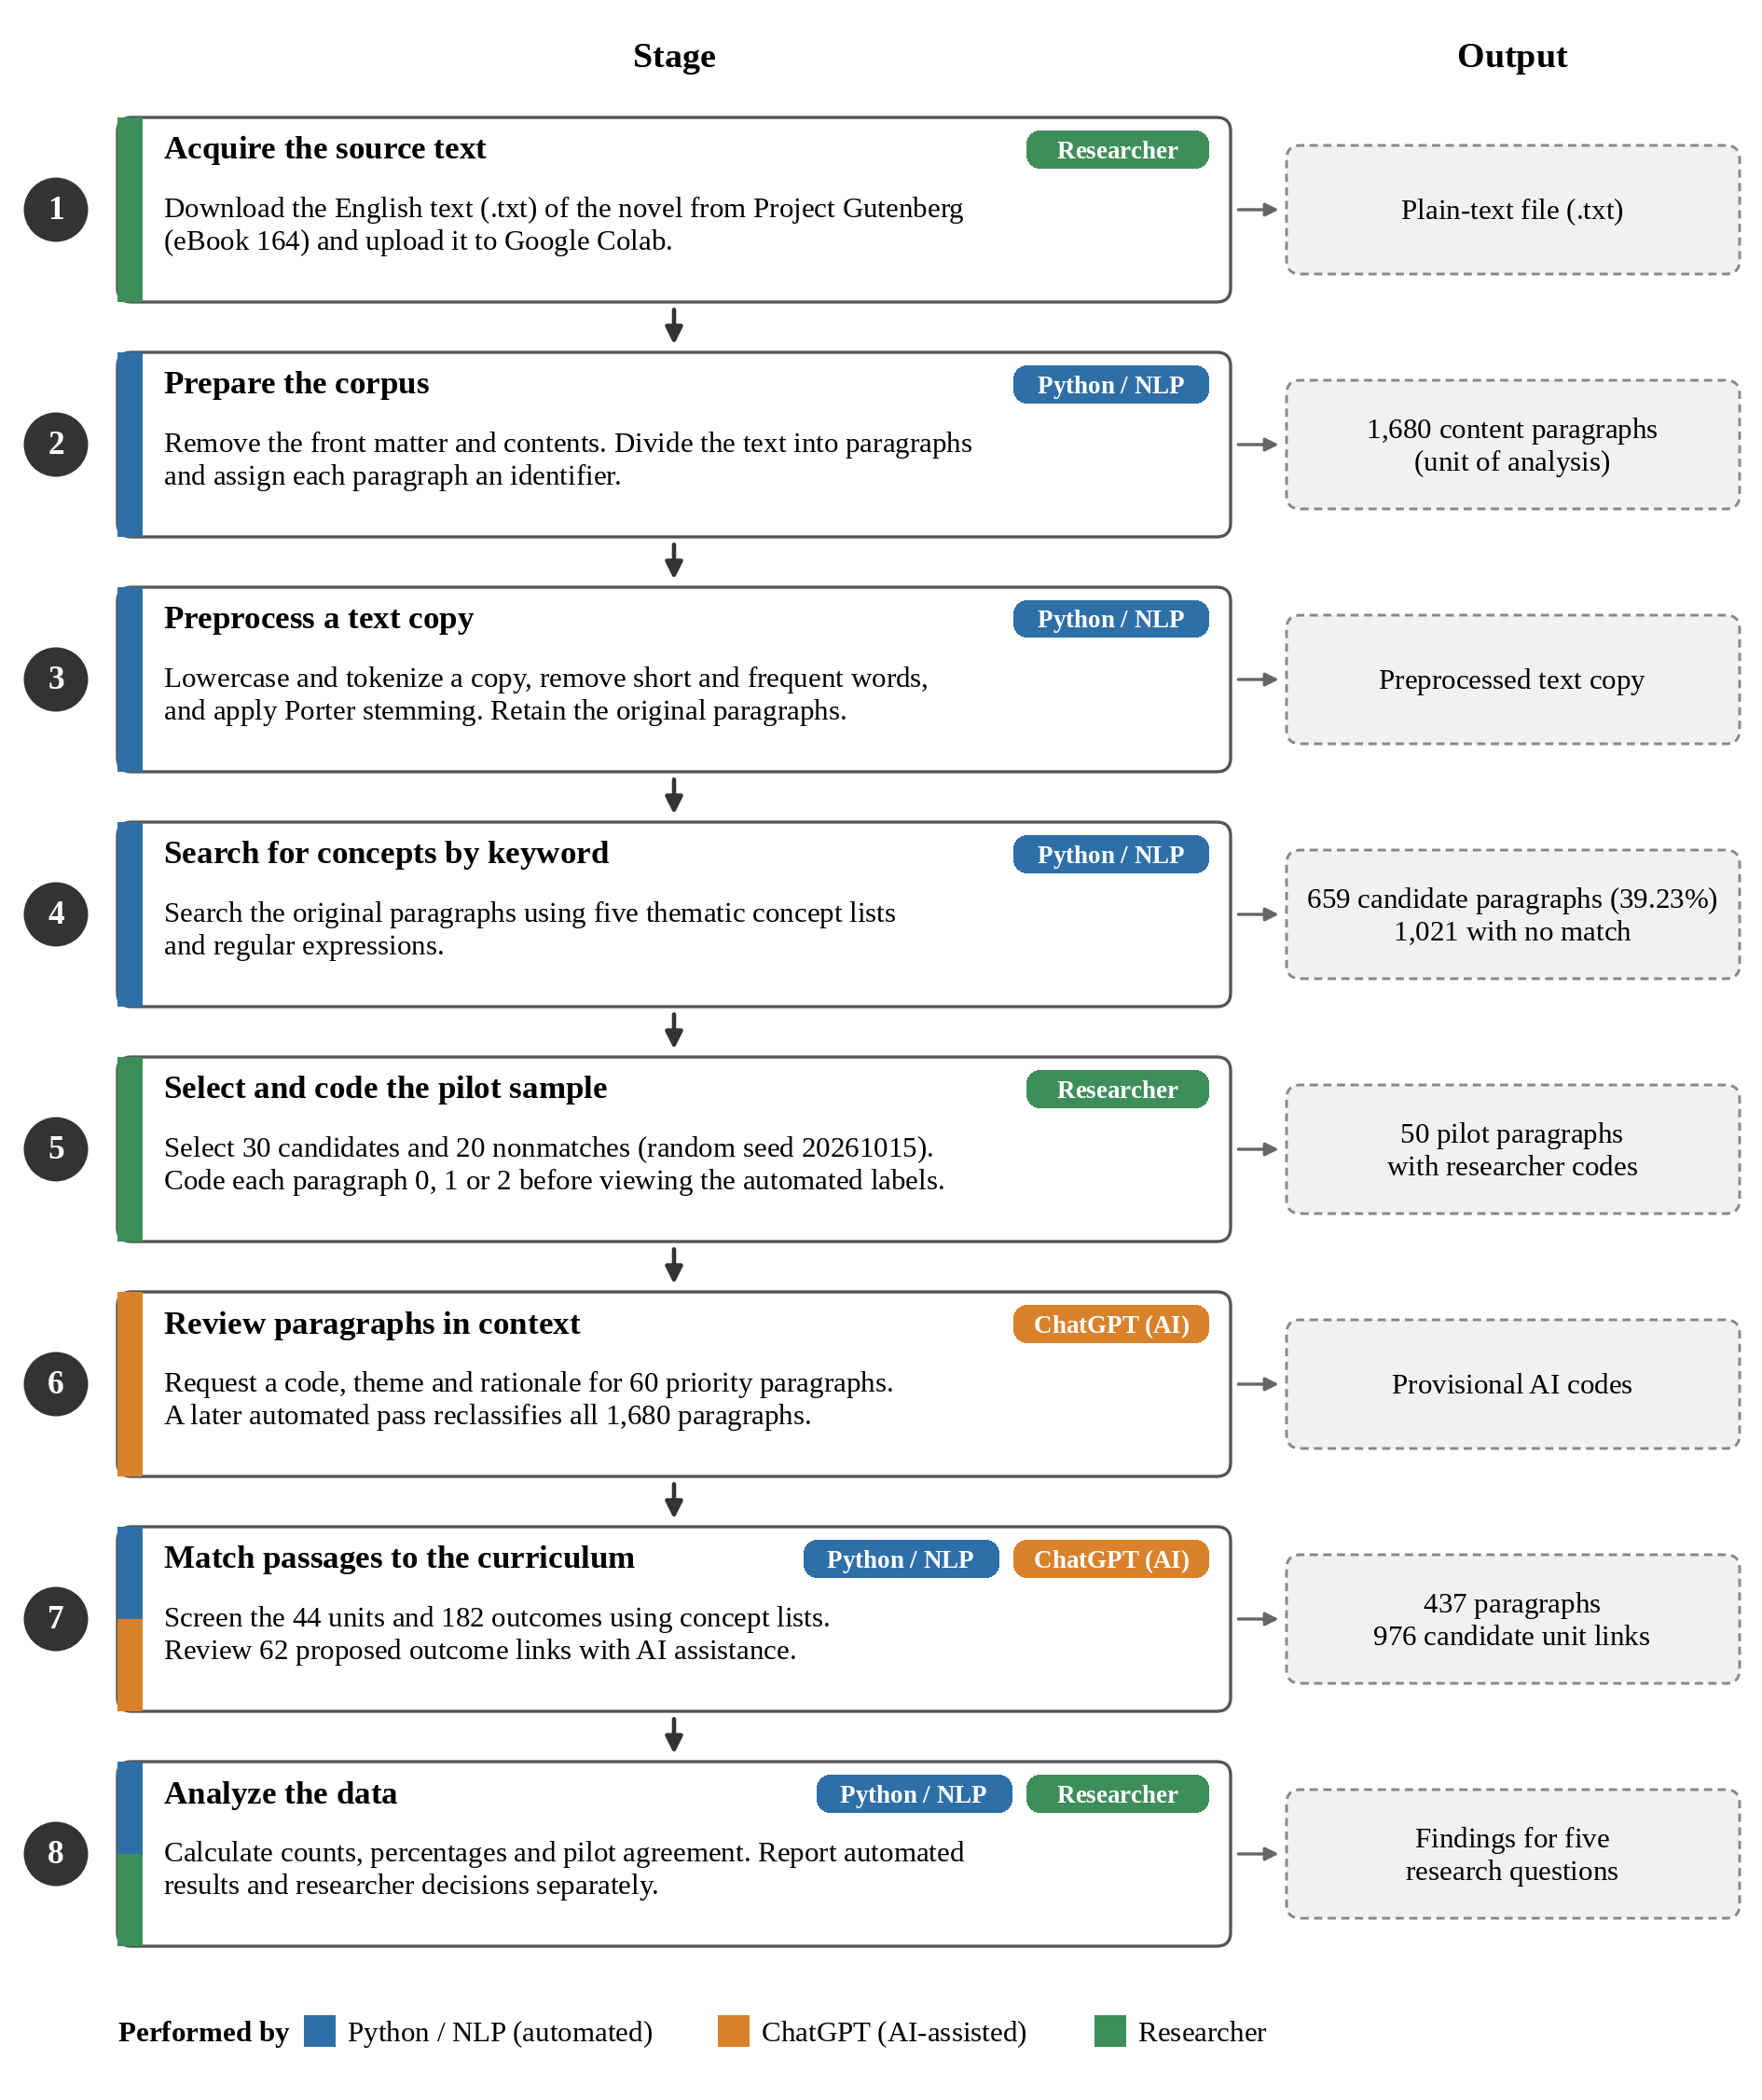 Stage
Output
1
Acquire the source text
Researcher
Download the English text (.txt) of the novel from Project Gutenberg
(eBook 164) and upload it to Google Colab.
Plain-text file (.txt)
2
Prepare the corpus
Python / NLP
Remove the front matter and contents. Divide the text into paragraphs
and assign each paragraph an identifier.
1,680 content paragraphs
(unit of analysis)
3
Preprocess a text copy
Python / NLP
Lowercase and tokenize a copy, remove short and frequent words,
and apply Porter stemming. Retain the original paragraphs.
Preprocessed text copy
4
Search for concepts by keyword
Python / NLP
Search the original paragraphs using five thematic concept lists
and regular expressions.
659 candidate paragraphs (39.23%)
1,021 with no match
5
Select and code the pilot sample
Researcher
Select 30 candidates and 20 nonmatches (random seed 20261015).
Code each paragraph 0, 1 or 2 before viewing the automated labels.
50 pilot paragraphs
with researcher codes
6
Review paragraphs in context
ChatGPT (AI)
Request a code, theme and rationale for 60 priority paragraphs.
A later automated pass reclassifies all 1,680 paragraphs.
Provisional AI codes
7
Match passages to the curriculum
Python / NLP
ChatGPT (AI)
Screen the 44 units and 182 outcomes using concept lists.
Review 62 proposed outcome links with AI assistance.
437 paragraphs
976 candidate unit links
8
Analyze the data
Python / NLP
Researcher
Calculate counts, percentages and pilot agreement. Report automated
results and researcher decisions separately.
Findings for five
research questions
Performed by
Python / NLP (automated)
ChatGPT (AI-assisted)
Researcher